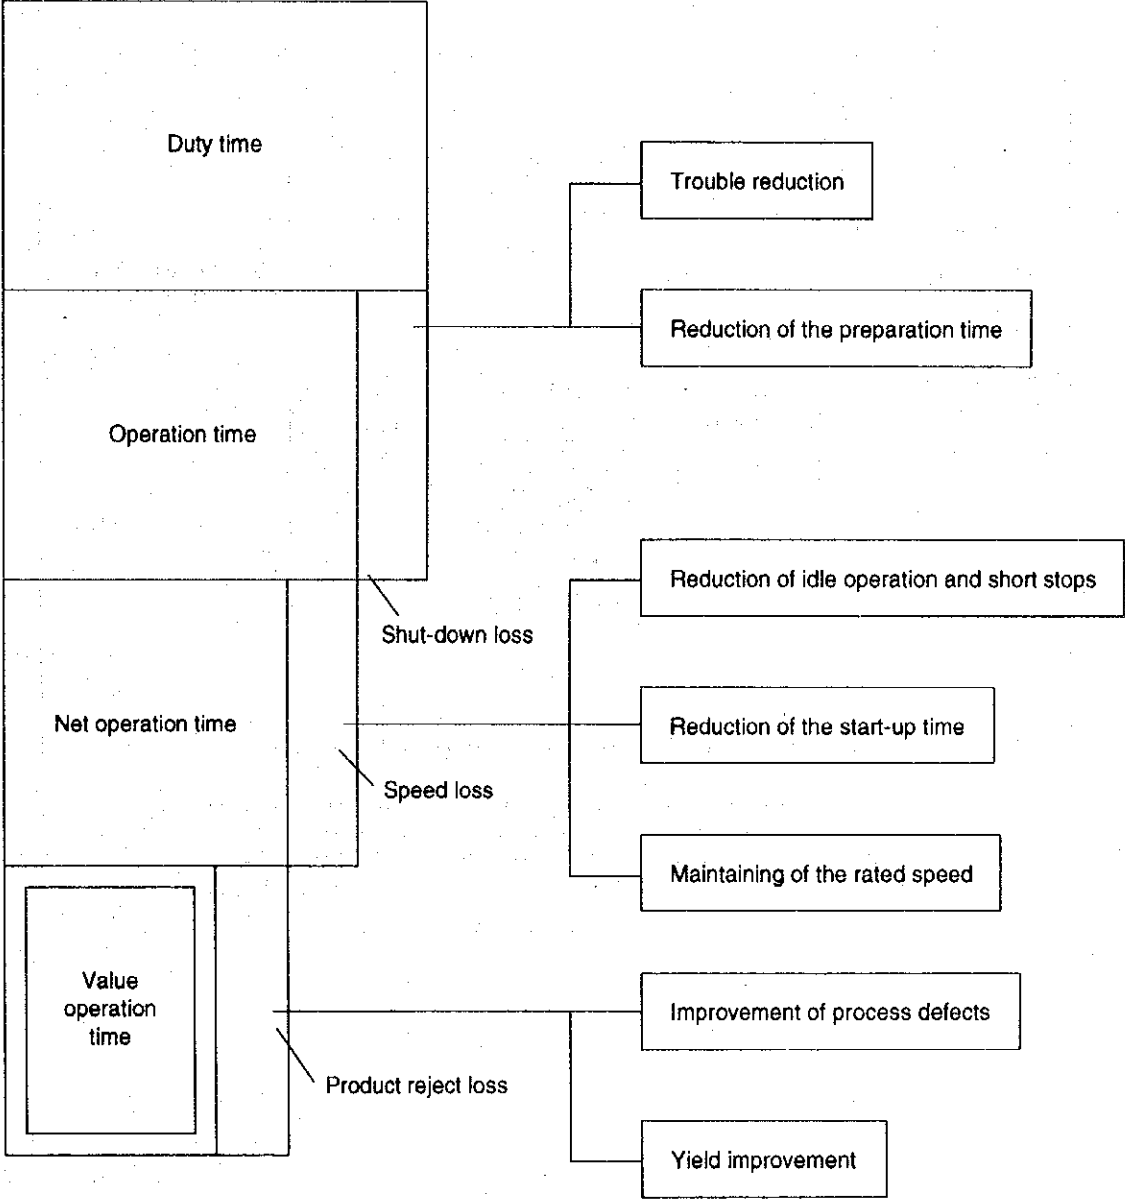 Duty time
Trouble reduction
Reduction of the preparation time
Operation time
Reduction of idle operation and short stops
Shut-down loss
Net operation time
Reduction of the start-up time
Speed loss
Maintaining of the rated speed
Value
operation
time
Improvement of process defects
Product reject loss
Yield improvement